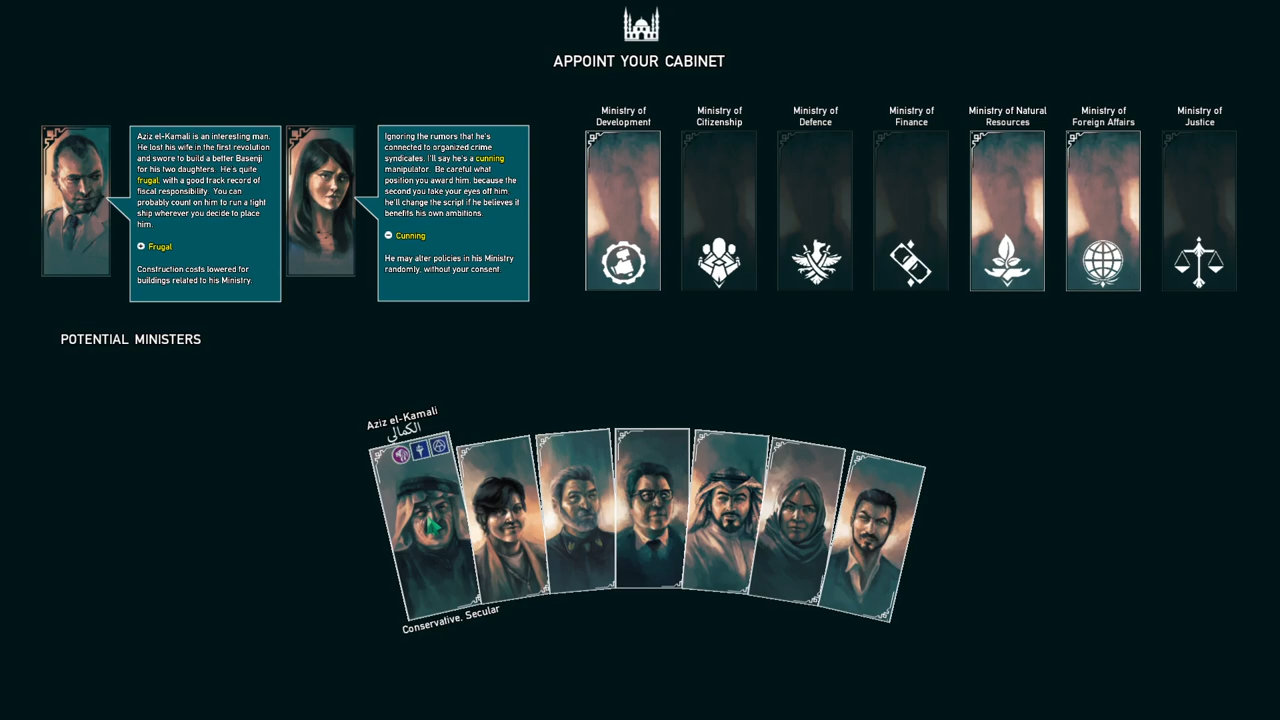 APPOINT YOUR CABINET
Aziz el-Kamali is an interesting man.
He lost his wife in the first revolution
and swore to build a better Basenji
for his two daughters. He's quite
frugal, with a good track record of
fiscal responsibility. You can
probably count on him to run a tight
ship wherever you decide to place
him.
Frugal
Construction costs lowered for
buildings related to his Ministry.
Ignoring the rumors that he's
connected to organized crime
syndicates, I'll say he's a cunning
manipulator. Be careful what
position you award him, because the
second you take your eyes off him,
he'll change the script if he believes it
benefits his own ambitions.
Cunning
He may alter policies in his Ministry
randomly, without your consent.
Ministry of
Development
Ministry of
Citizenship
Ministry of
Defence
Ministry of
Finance
Ministry of Natural
Resources
Ministry of
Foreign Affairs
Ministry of
Justice
POTENTIAL MINISTERS
Aziz el-Kamali
الكمالي
Conservative, Secular